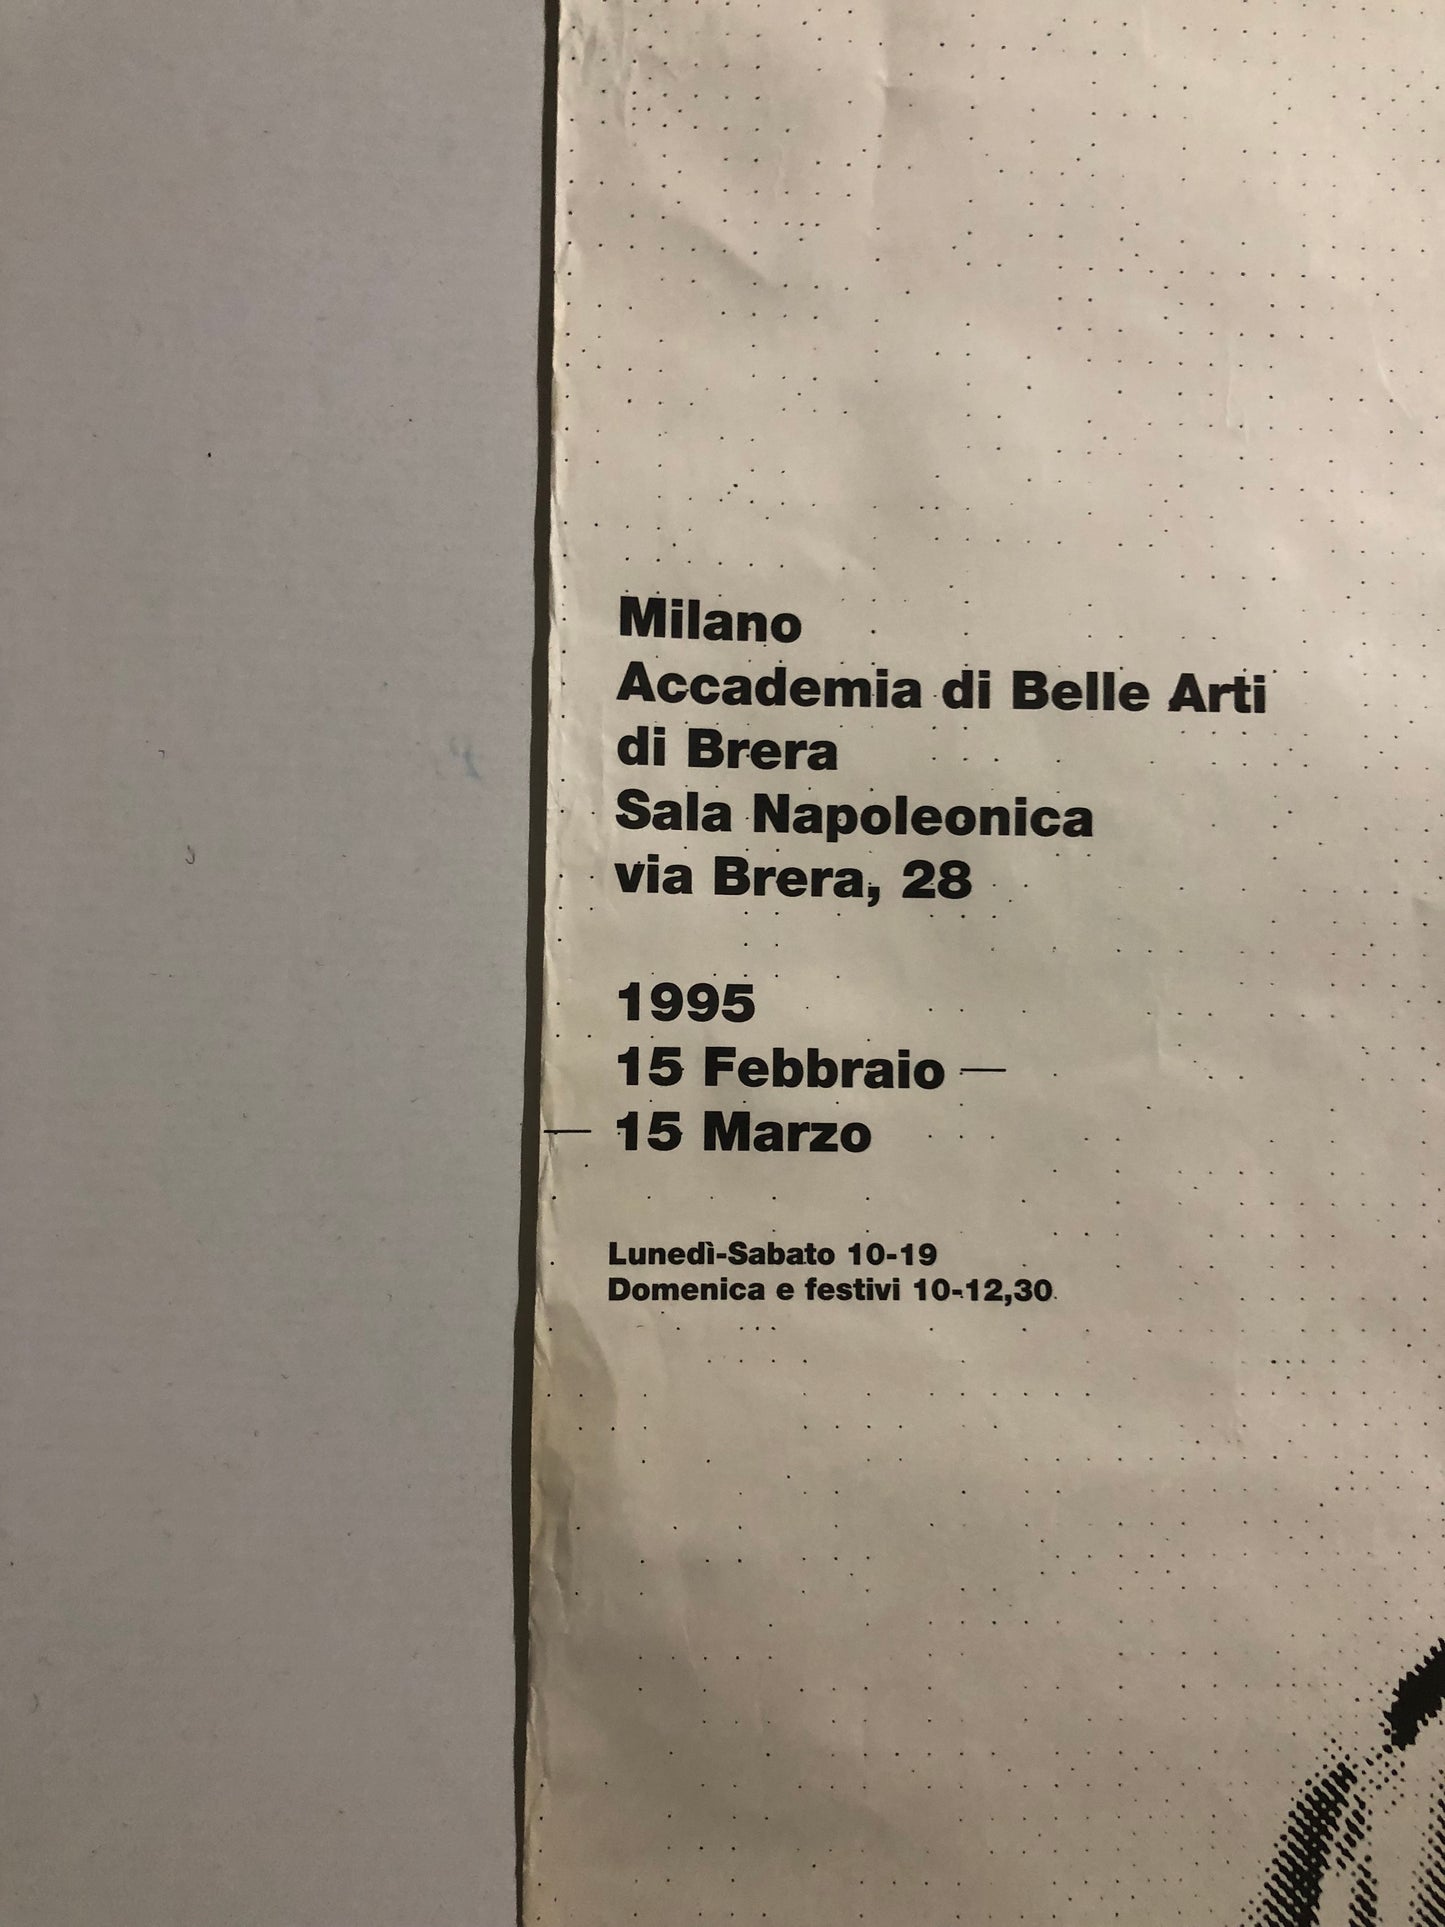 Milano
Accademia di Belle Arti
di Brera
Sala Napoleonica
via Brera, 28
1995
15 Febbraio —
— 15 Marzo
Lunedì-Sabato 10-19
Domenica e festivi 10-12,30